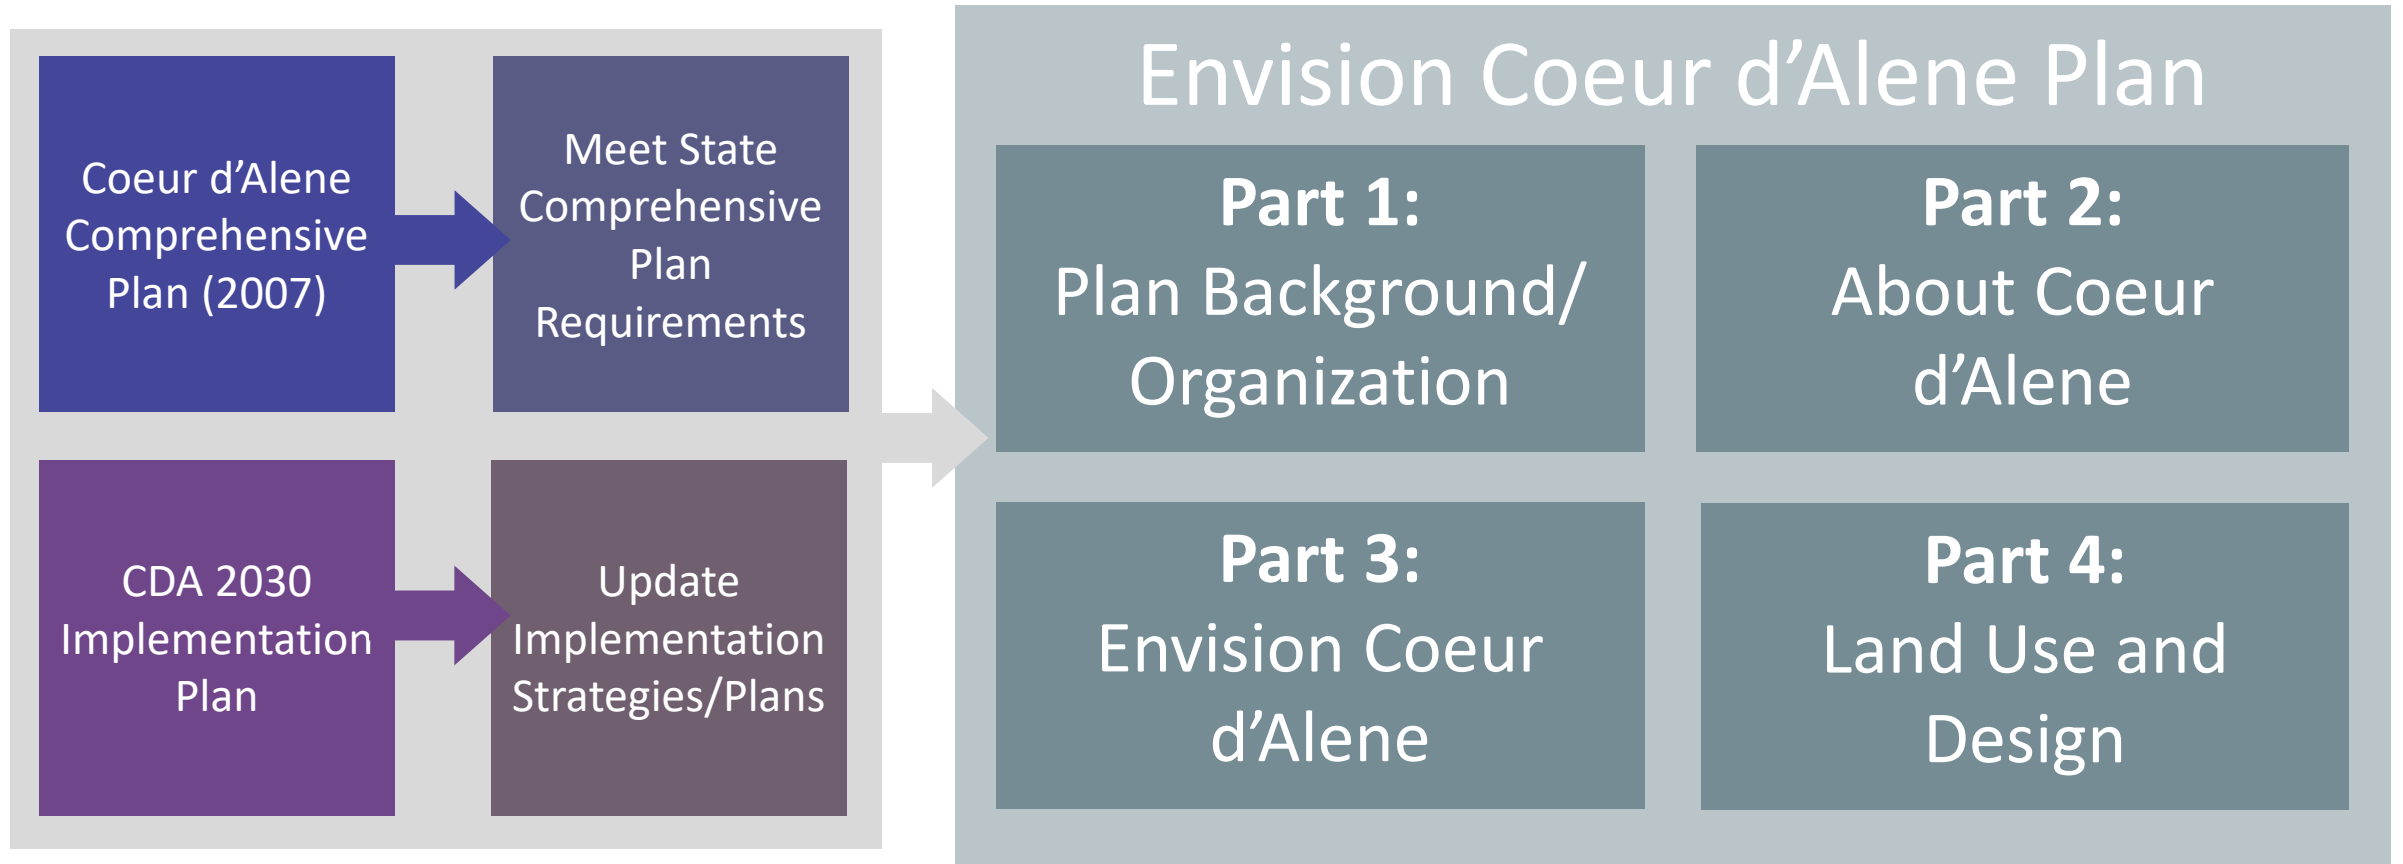 Coeur d’Alene
Comprehensive
Plan (2007)
Meet State
Comprehensive
Plan
Requirements
CDA 2030
Implementation
Plan
Update
Implementation
Strategies/Plans
Envision Coeur d’Alene Plan
Part 1:
Plan Background/
Organization
Part 2:
About Coeur
d’Alene
Part 3:
Envision Coeur
d’Alene
Part 4:
Land Use and
Design